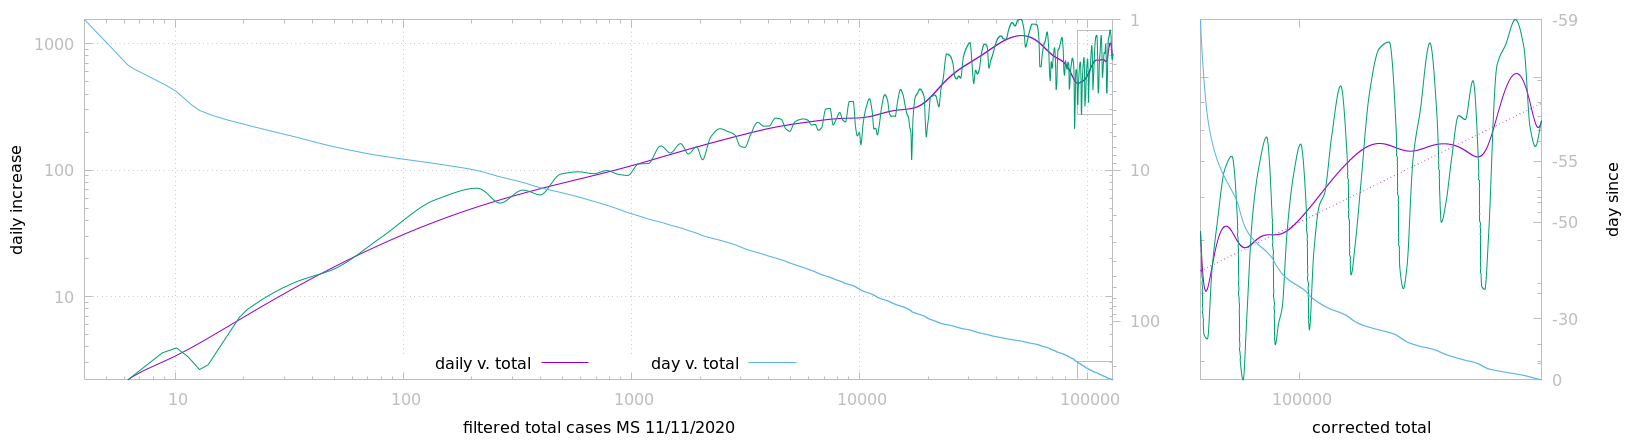 1000
100
10
daily increase
10
100
1000
10000
100000
filtered total cases MS 11/11/2020
daily v. total
day v. total
1
10
100
-59
-55
-50
-30
0
day since
100000
corrected total